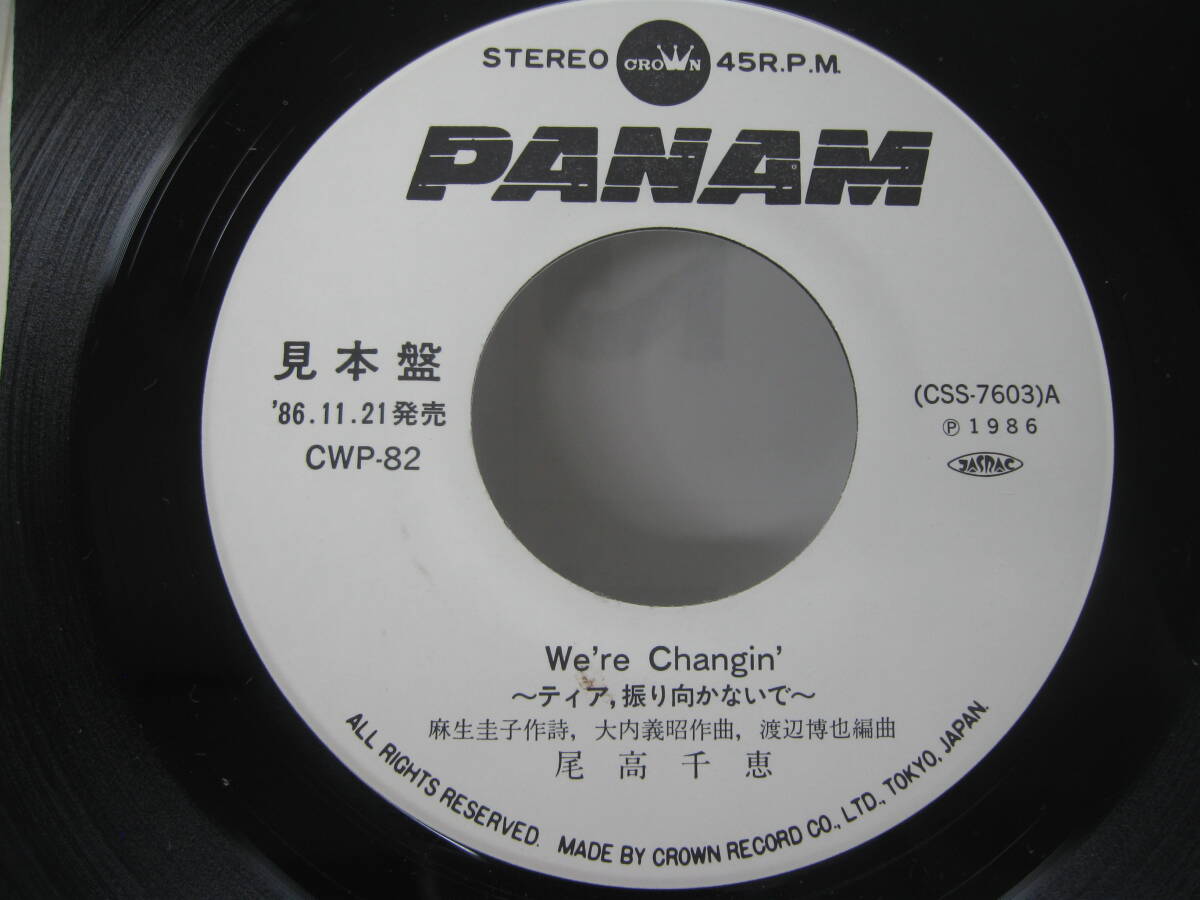 STEREO CROWN 45R.P.M.
PANAM
見本盤
'86.11.21発売
CWP-82
(CSS-7603)A
Ⓟ1986
JASRAC
We're Changin'
～ティア,振り向かないで～
麻生圭子作詩, 大内義昭作曲, 渡辺博也編曲
尾高千恵
ALL RIGHTS RESERVED. MADE BY CROWN RECORD CO., LTD., TOKYO, JAPAN.